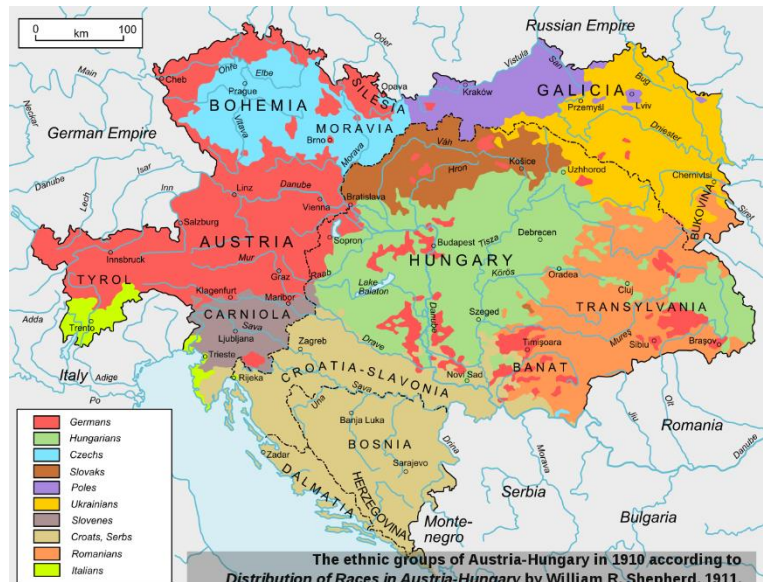 0 100
km
Russian Empire
Oder
Vistula
San
Main
Cheb
Ohře
Elbe
Prague
Opava
SILESIA
Kraków
GALICIA
Bug
BOHEMIA
Przemyśl
Lviv
Neckar
Vltava
MORAVIA
German Empire
Brno
Morava
Dniester
Váh
Isar
Hron
Košice
Uzhhorod
Chernivtsi
Danube
Lech
Inn
Linz
Danube
Vienna
Bratislava
BUKOVINA
Siret
Salzburg
Sopron
Budapest
Tisza
Debrecen
AUSTRIA
Innsbruck
Mur
HUNGARY
Raab
Graz
Körös
Oradea
Cluj
TYROL
Klagenfurt
Maribor
Lake
Balaton
TRANSYLVANIA
CARNIOLA
Szeged
Mureș
Adda
Trento
Ljubljana
Sava
Drave
Danube
Timișoara
Sibiu
Brașov
Trieste
Zagreb
BANAT
Italy
Adige
Rijeka
CROATIA-SLAVONIA
Novi Sad
Po
Sava
Olt
Una
Banja Luka
Jiu
Romania
BOSNIA
Drina
Morava
Danube
Zadar
Sarajevo
DALMATIA
HERZEGOVINA
Serbia
Monte-
negro
Bulgaria
Germans
Hungarians
Czechs
Slovaks
Poles
Ukrainians
Slovenes
Croats, Serbs
Romanians
Italians
The ethnic groups of Austria-Hungary in 1910 according to
Distribution of Races in Austria-Hungary by William R. Shepherd, 1911